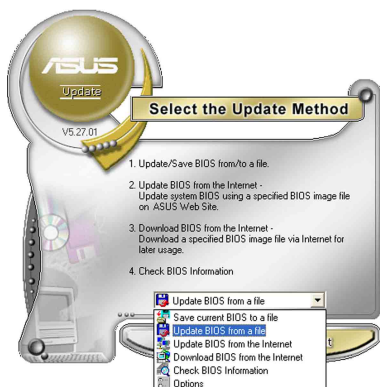 ASUS
Update
V5.27.01
Select the Update Method
1. Update/Save BIOS from/to a file.
2. Update BIOS from the Internet -
Update system BIOS using a specified BIOS image file
on ASUS Web Site.
3. Download BIOS from the Internet -
Download a specified BIOS image file via Internet for
later usage.
4. Check BIOS Information
Update BIOS from a file
Save current BIOS to a file
Update BIOS from a file
Update BIOS from the Internet
Download BIOS from the Internet
Check BIOS Information
Options